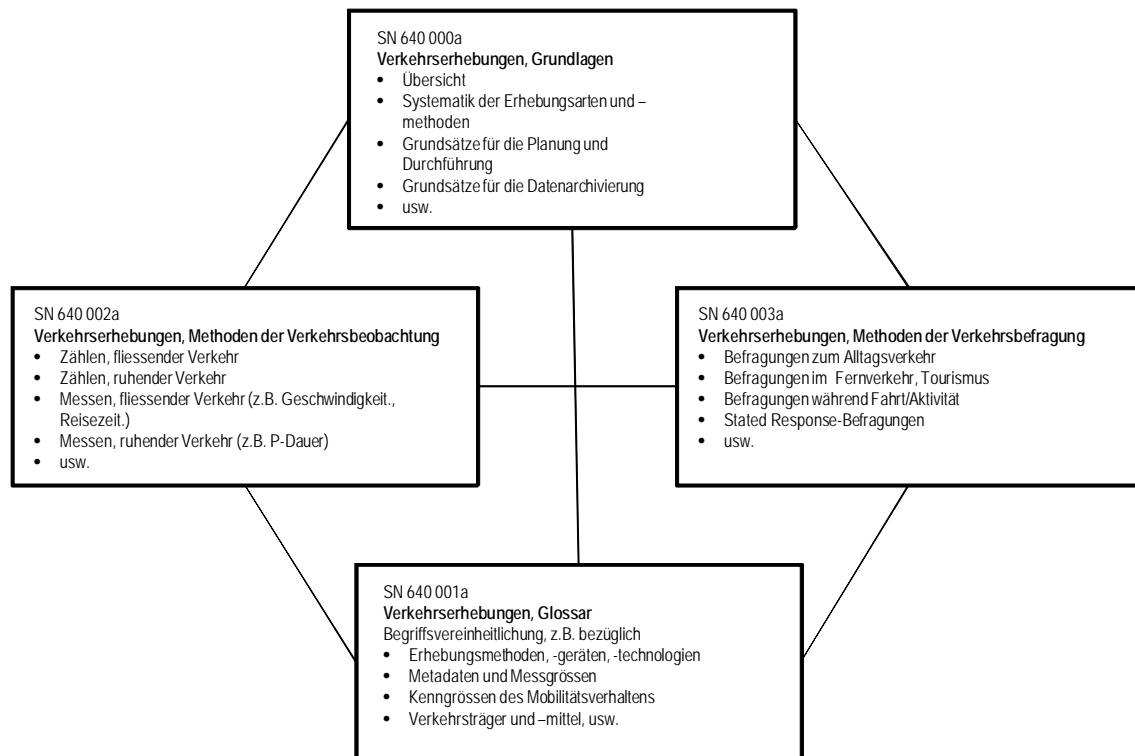 SN 640 000a
Verkehrserhebungen, Grundlagen
• Übersicht
• Systematik der Erhebungsarten und –
methoden
• Grundsätze für die Planung und
Durchführung
• Grundsätze für die Datenarchivierung
• usw.
SN 640 002a
Verkehrserhebungen, Methoden der Verkehrsbeobachtung
• Zählen, fliessender Verkehr
• Zählen, ruhender Verkehr
• Messen, fliessender Verkehr (z.B. Geschwindigkeit.,
Reisezeit.)
• Messen, ruhender Verkehr (z.B. P-Dauer)
• usw.
SN 640 003a
Verkehrserhebungen, Methoden der Verkehrsbefragung
• Befragungen zum Alltagsverkehr
• Befragungen im Fernverkehr, Tourismus
• Befragungen während Fahrt/Aktivität
• Stated Response-Befragungen
• usw.
SN 640 001a
Verkehrserhebungen, Glossar
Begriffsvereinheitlichung, z.B. bezüglich
• Erhebungsmethoden, -geräten, -technologien
• Metadaten und Messgrössen
• Kenngrössen des Mobilitätsverhaltens
• Verkehrsträger und –mittel, usw.